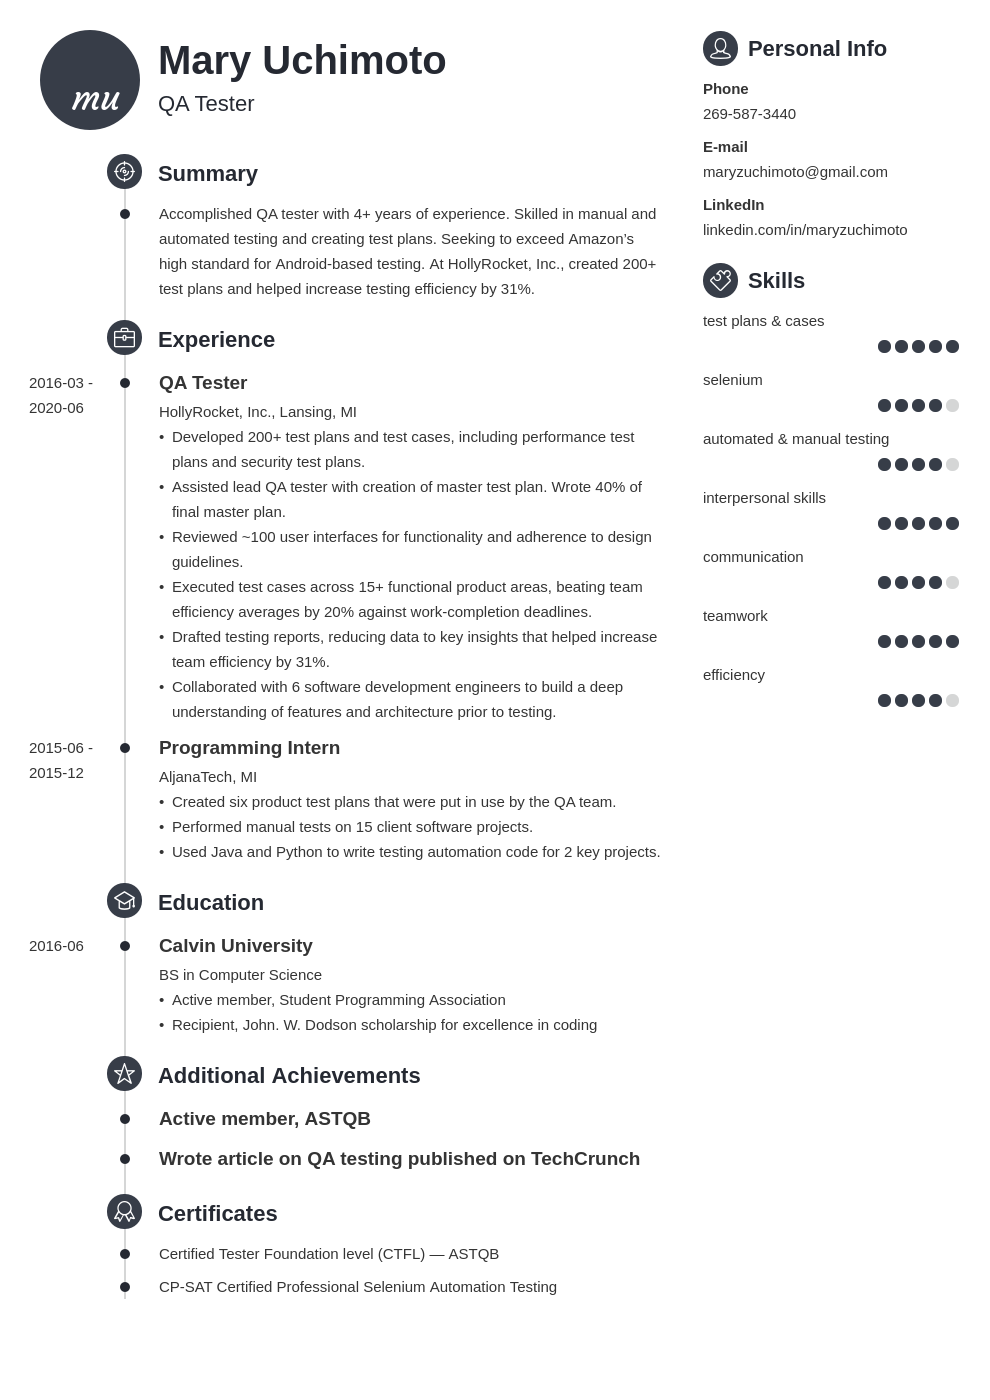 mu
Mary Uchimoto
QA Tester
Summary
Accomplished QA tester with 4+ years of experience. Skilled in manual and
automated testing and creating test plans. Seeking to exceed Amazon's
high standard for Android-based testing. At HollyRocket, Inc., created 200+
test plans and helped increase testing efficiency by 31%.
Experience
2016-03 -
2020-06
QA Tester
HollyRocket, Inc., Lansing, MI
• Developed 200+ test plans and test cases, including performance test
plans and security test plans.
• Assisted lead QA tester with creation of master test plan. Wrote 40% of
final master plan.
• Reviewed ~100 user interfaces for functionality and adherence to design
guidelines.
• Executed test cases across 15+ functional product areas, beating team
efficiency averages by 20% against work-completion deadlines.
• Drafted testing reports, reducing data to key insights that helped increase
team efficiency by 31%.
• Collaborated with 6 software development engineers to build a deep
understanding of features and architecture prior to testing.
2015-06 -
2015-12
Programming Intern
AljanaTech, MI
• Created six product test plans that were put in use by the QA team.
• Performed manual tests on 15 client software projects.
• Used Java and Python to write testing automation code for 2 key projects.
Education
2016-06
Calvin University
BS in Computer Science
• Active member, Student Programming Association
• Recipient, John. W. Dodson scholarship for excellence in coding
Additional Achievements
Active member, ASTQB
Wrote article on QA testing published on TechCrunch
Certificates
Certified Tester Foundation level (CTFL) — ASTQB
CP-SAT Certified Professional Selenium Automation Testing
Personal Info
Phone
269-587-3440
E-mail
maryzuchimoto@gmail.com
LinkedIn
linkedin.com/in/maryzuchimoto
Skills
test plans & cases
selenium
automated & manual testing
interpersonal skills
communication
teamwork
efficiency